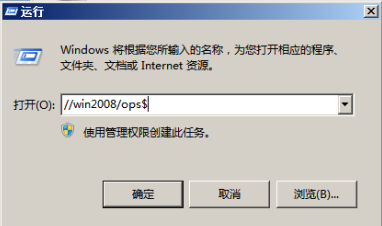 运行
Windows 将根据您所输入的名称，为您打开相应的程序、
文件夹、文档或 Internet 资源。
打开(O): //win2008/ops$
使用管理权限创建此任务。
确定 取消 浏览(B)...